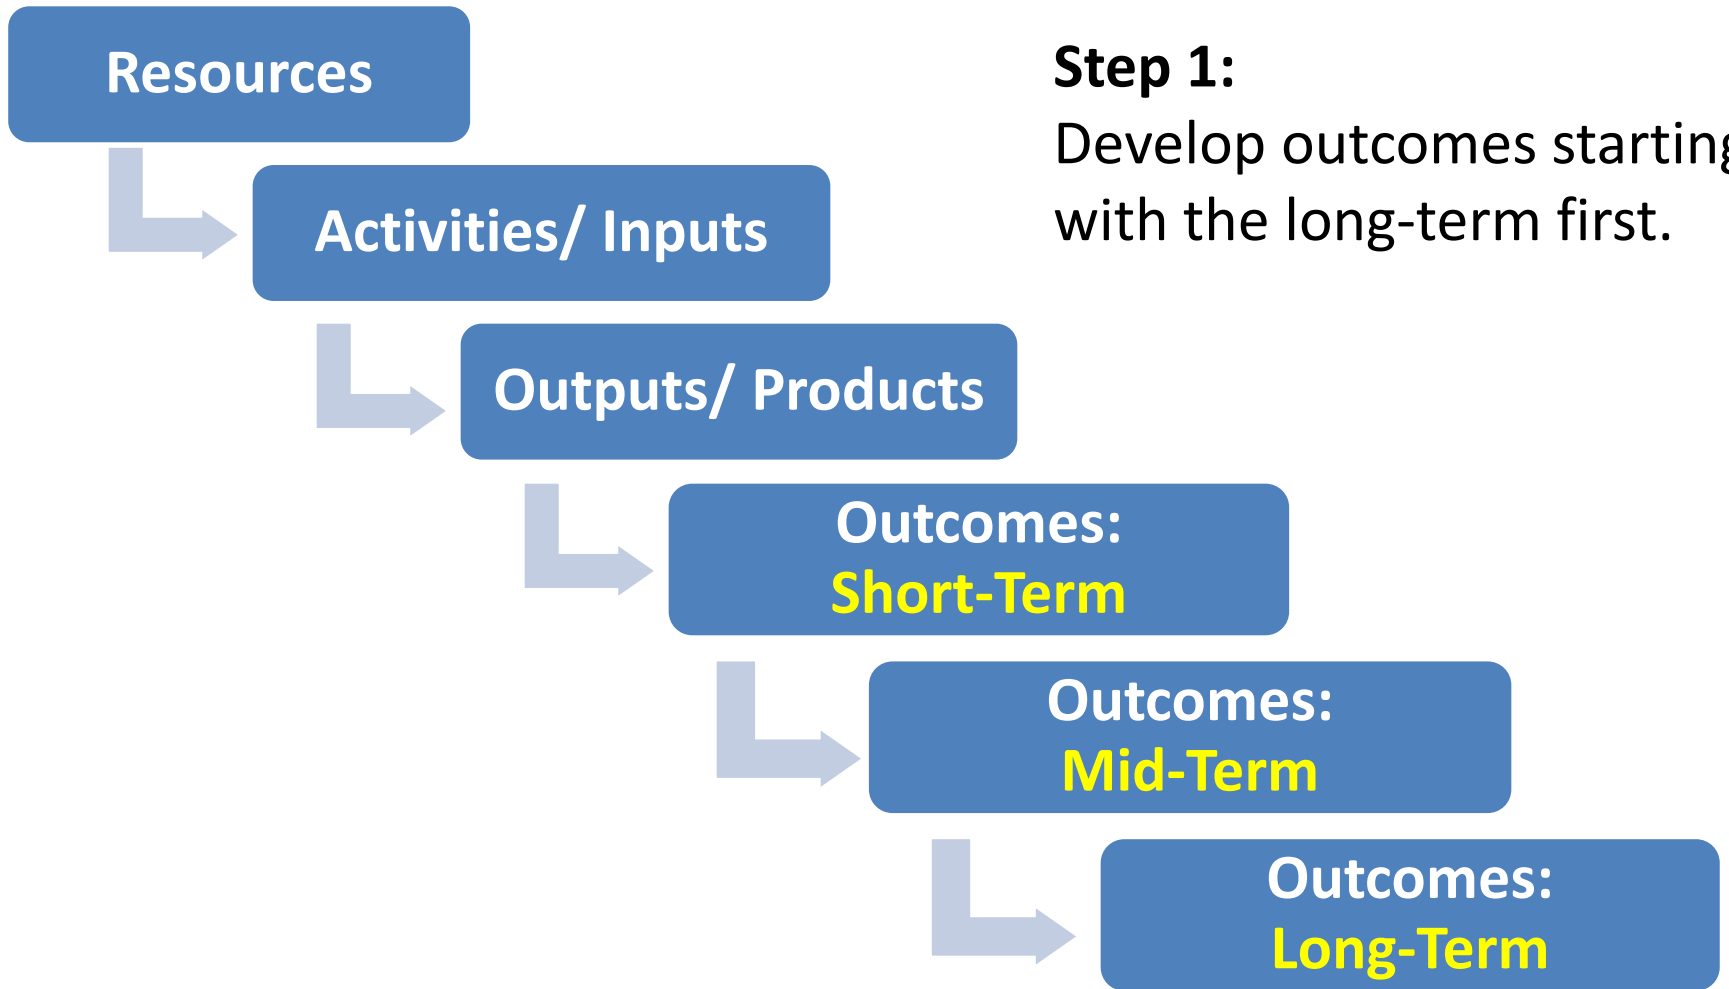 Resources
Step 1:
Develop outcomes starting
with the long-term first.
Activities/ Inputs
Outputs/ Products
Outcomes:
Short-Term
Outcomes:
Mid-Term
Outcomes:
Long-Term